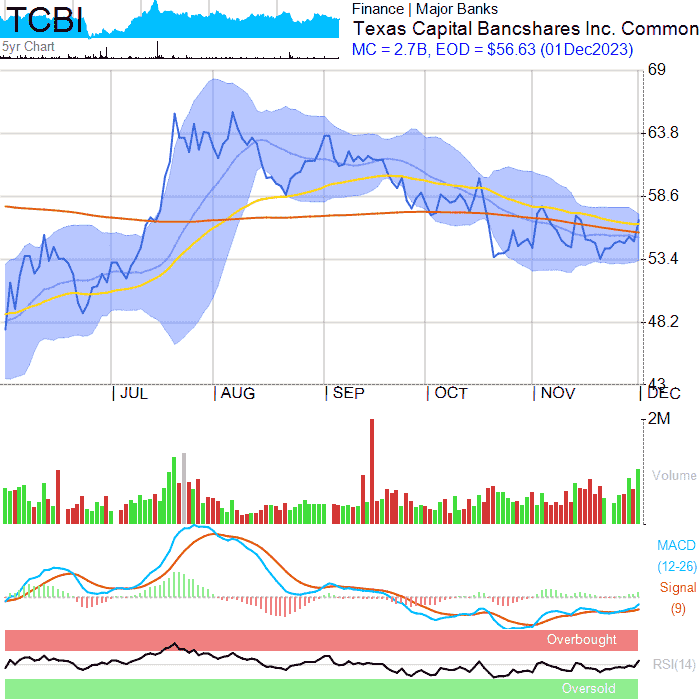 TCBI
5yr Chart
Finance | Major Banks
Texas Capital Bancshares Inc. Common
MC = 2.7B, EOD = $56.63 (01Dec2023)
69
63.8
58.6
53.4
48.2
43
JUL
AUG
SEP
OCT
NOV
DEC
2M
Volume
MACD
(12-26)
Signal
(9)
Overbought
RSI(14)
Oversold